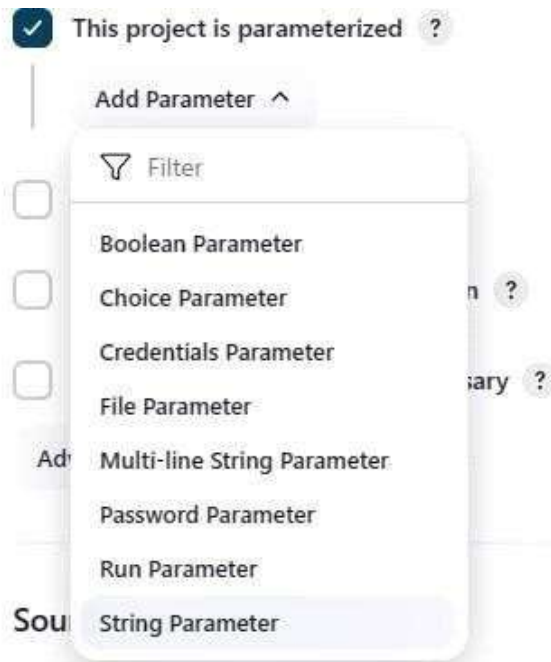 This project is parameterized ?
Add Parameter
Filter
Boolean Parameter
Choice Parameter
n ?
Credentials Parameter
sary ?
File Parameter
Adv
Multi-line String Parameter
Password Parameter
Run Parameter
Sou
String Parameter